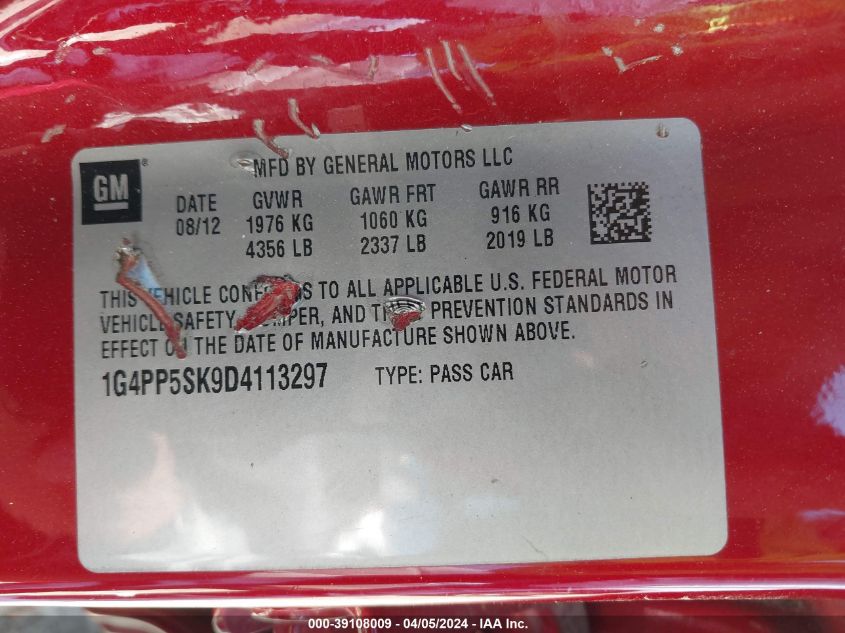 MFD BY GENERAL MOTORS LLC
GM®
DATE GVWR GAWR FRT GAWR RR
08/12 1976 KG 1060 KG 916 KG
4356 LB 2337 LB 2019 LB
THIS VEHICLE CONFORMS TO ALL APPLICABLE U.S. FEDERAL MOTOR
VEHICLE SAFETY, BUMPER, AND THEFT PREVENTION STANDARDS IN
EFFECT ON THE DATE OF MANUFACTURE SHOWN ABOVE.
1G4PP5SK9D4113297 TYPE: PASS CAR
000-39108009 - 04/05/2024 - IAA Inc.